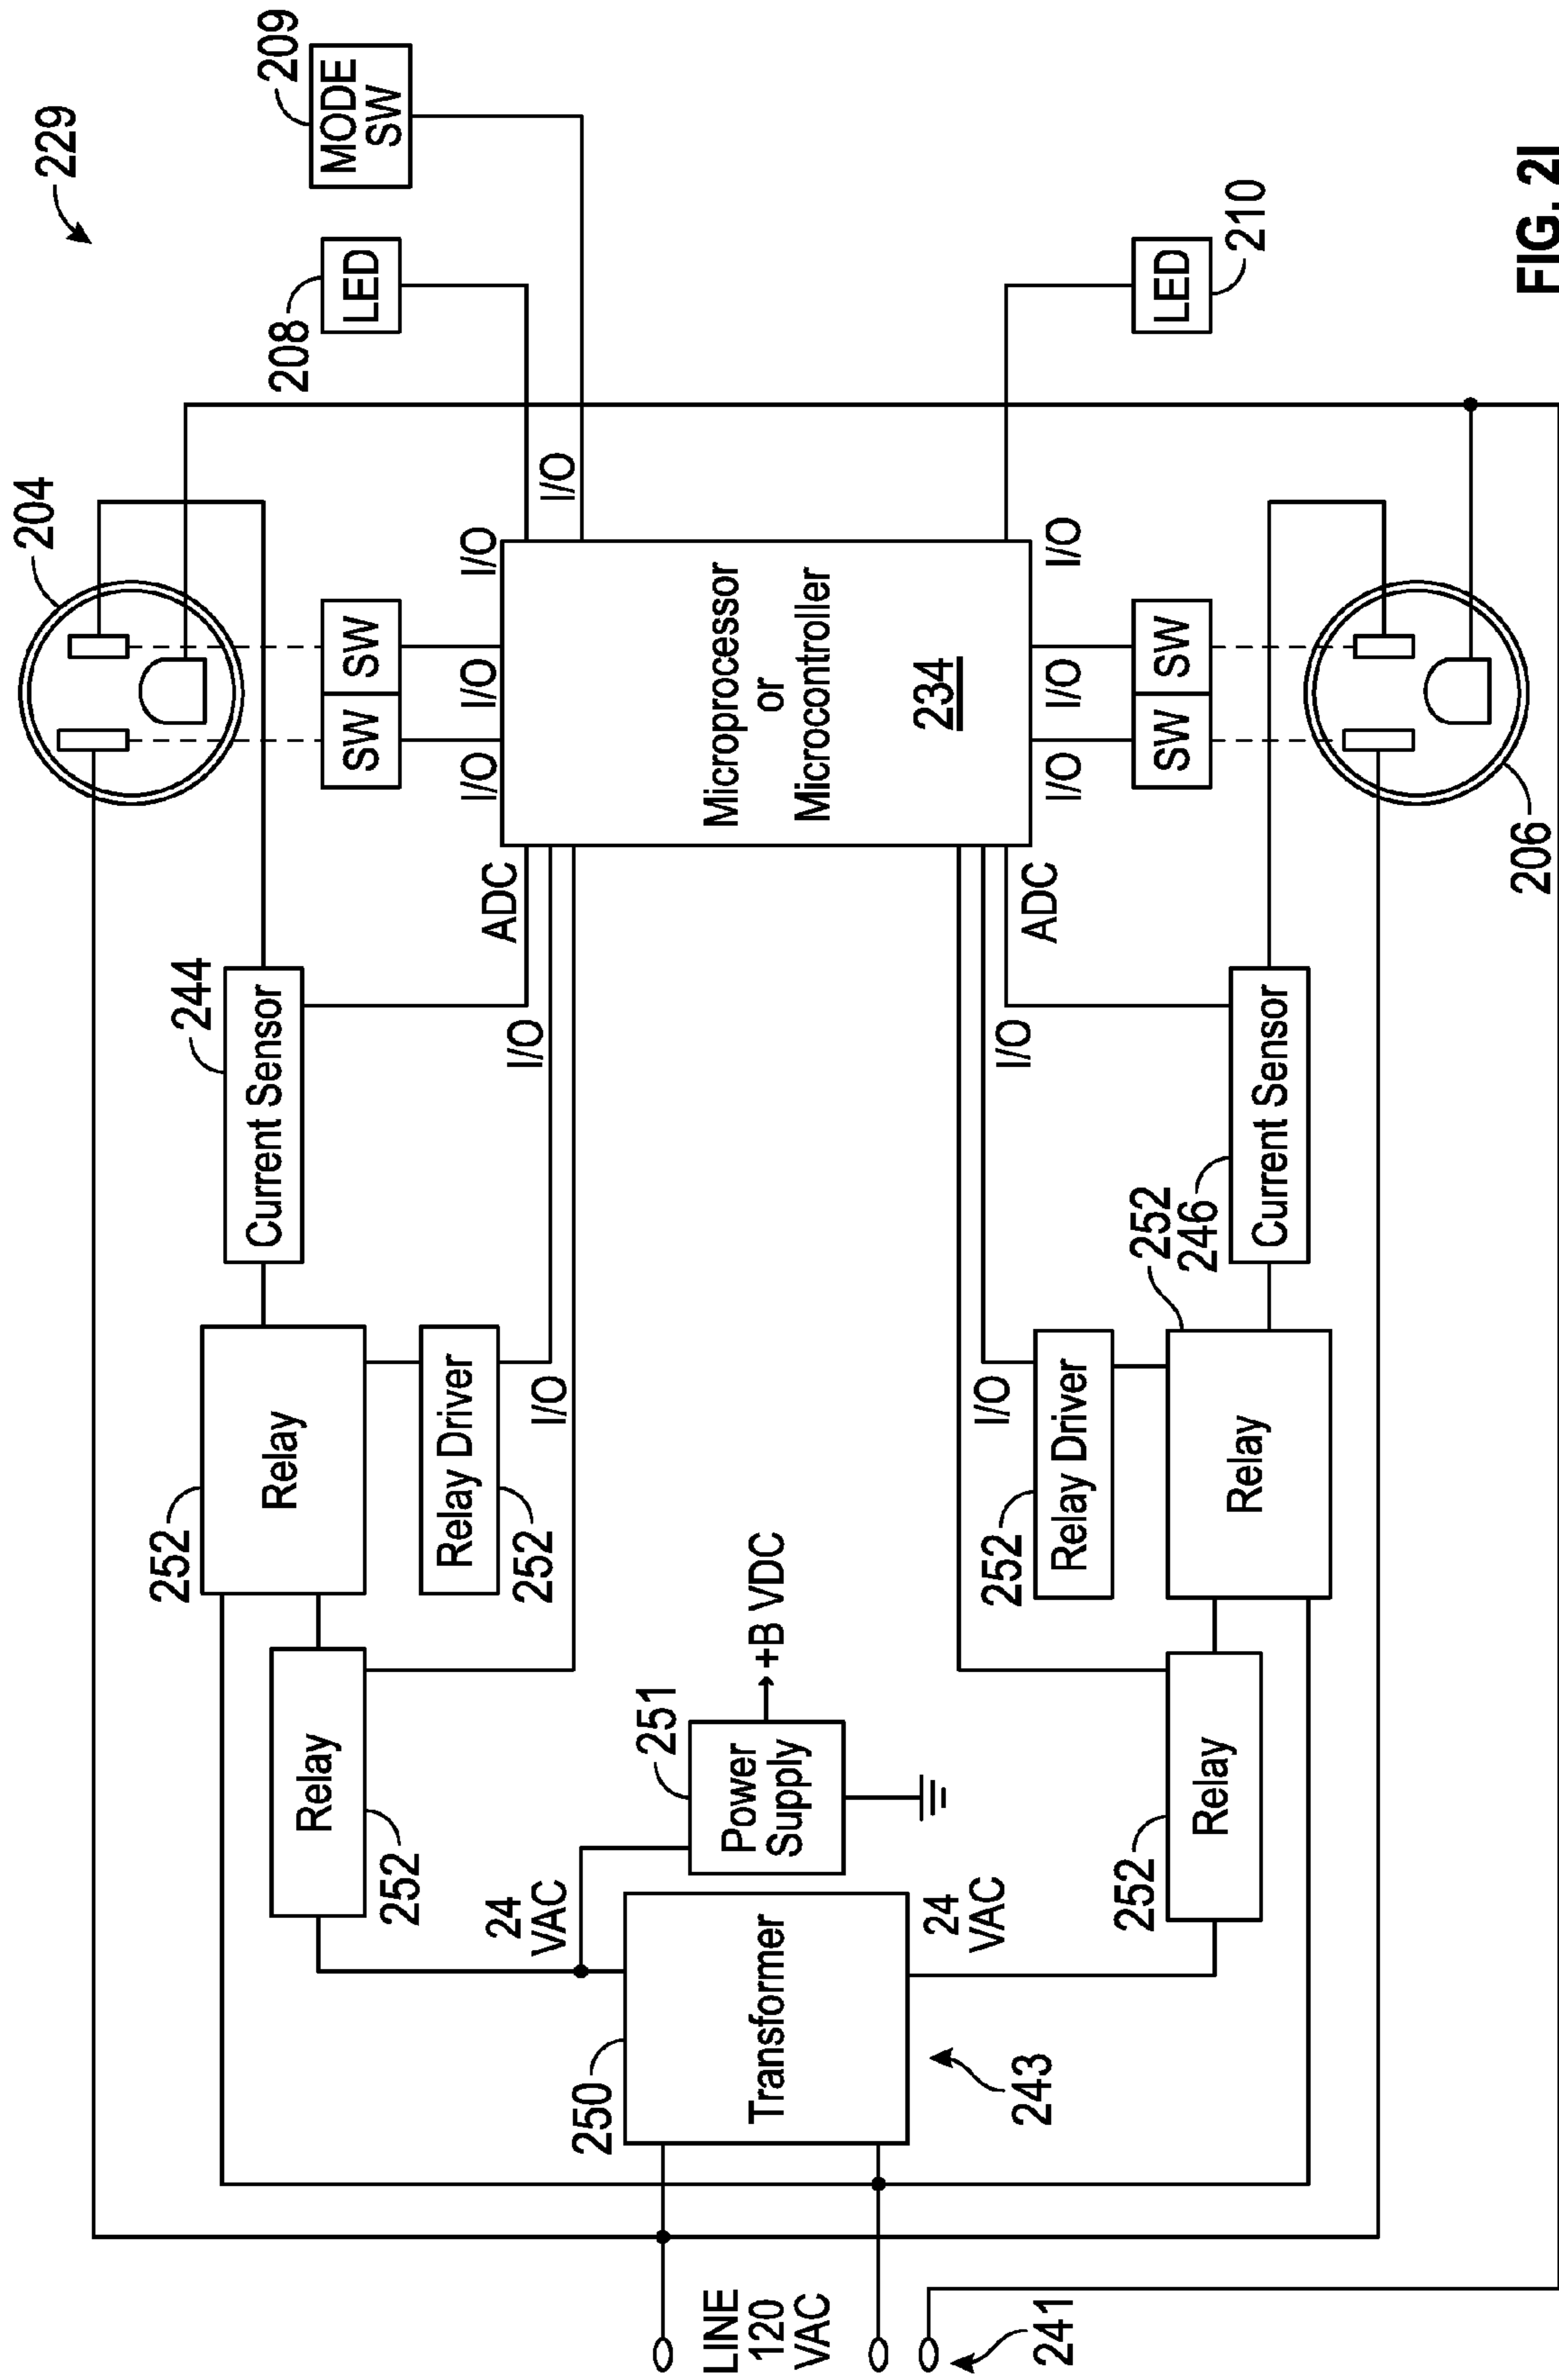 229
204
209
MODE
SW
208
LED
I/O
I/O
SW
SW
I/O
I/O
244
Current Sensor
ADC
I/O
Microprocessor
or
Microcontroller
234
252
Relay
Relay Driver
252
I/O
Relay
252
24
VAC
251
Power
Supply
+B VDC
250
Transformer
243
24
VAC
LINE
120
VAC
241
252
Relay
252
Relay Driver
I/O
252
Relay
246
Current Sensor
I/O
ADC
I/O
I/O
SW
SW
I/O
LED
210
206
FIG. 2I